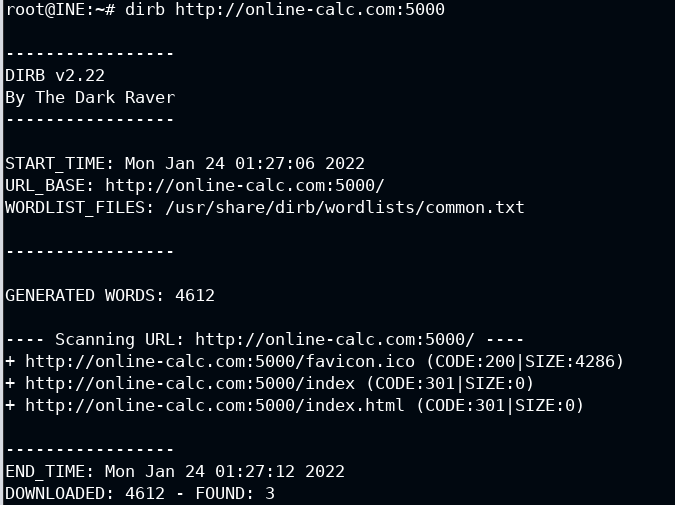 root@INE:~# dirb http://online-calc.com:5000
-----------------
DIRB v2.22
By The Dark Raver
-----------------
START_TIME: Mon Jan 24 01:27:06 2022
URL_BASE: http://online-calc.com:5000/
WORDLIST_FILES: /usr/share/dirb/wordlists/common.txt
-----------------
GENERATED WORDS: 4612
---- Scanning URL: http://online-calc.com:5000/ ----
+ http://online-calc.com:5000/favicon.ico (CODE:200|SIZE:4286)
+ http://online-calc.com:5000/index (CODE:301|SIZE:0)
+ http://online-calc.com:5000/index.html (CODE:301|SIZE:0)
-----------------
END_TIME: Mon Jan 24 01:27:12 2022
DOWNLOADED: 4612 - FOUND: 3